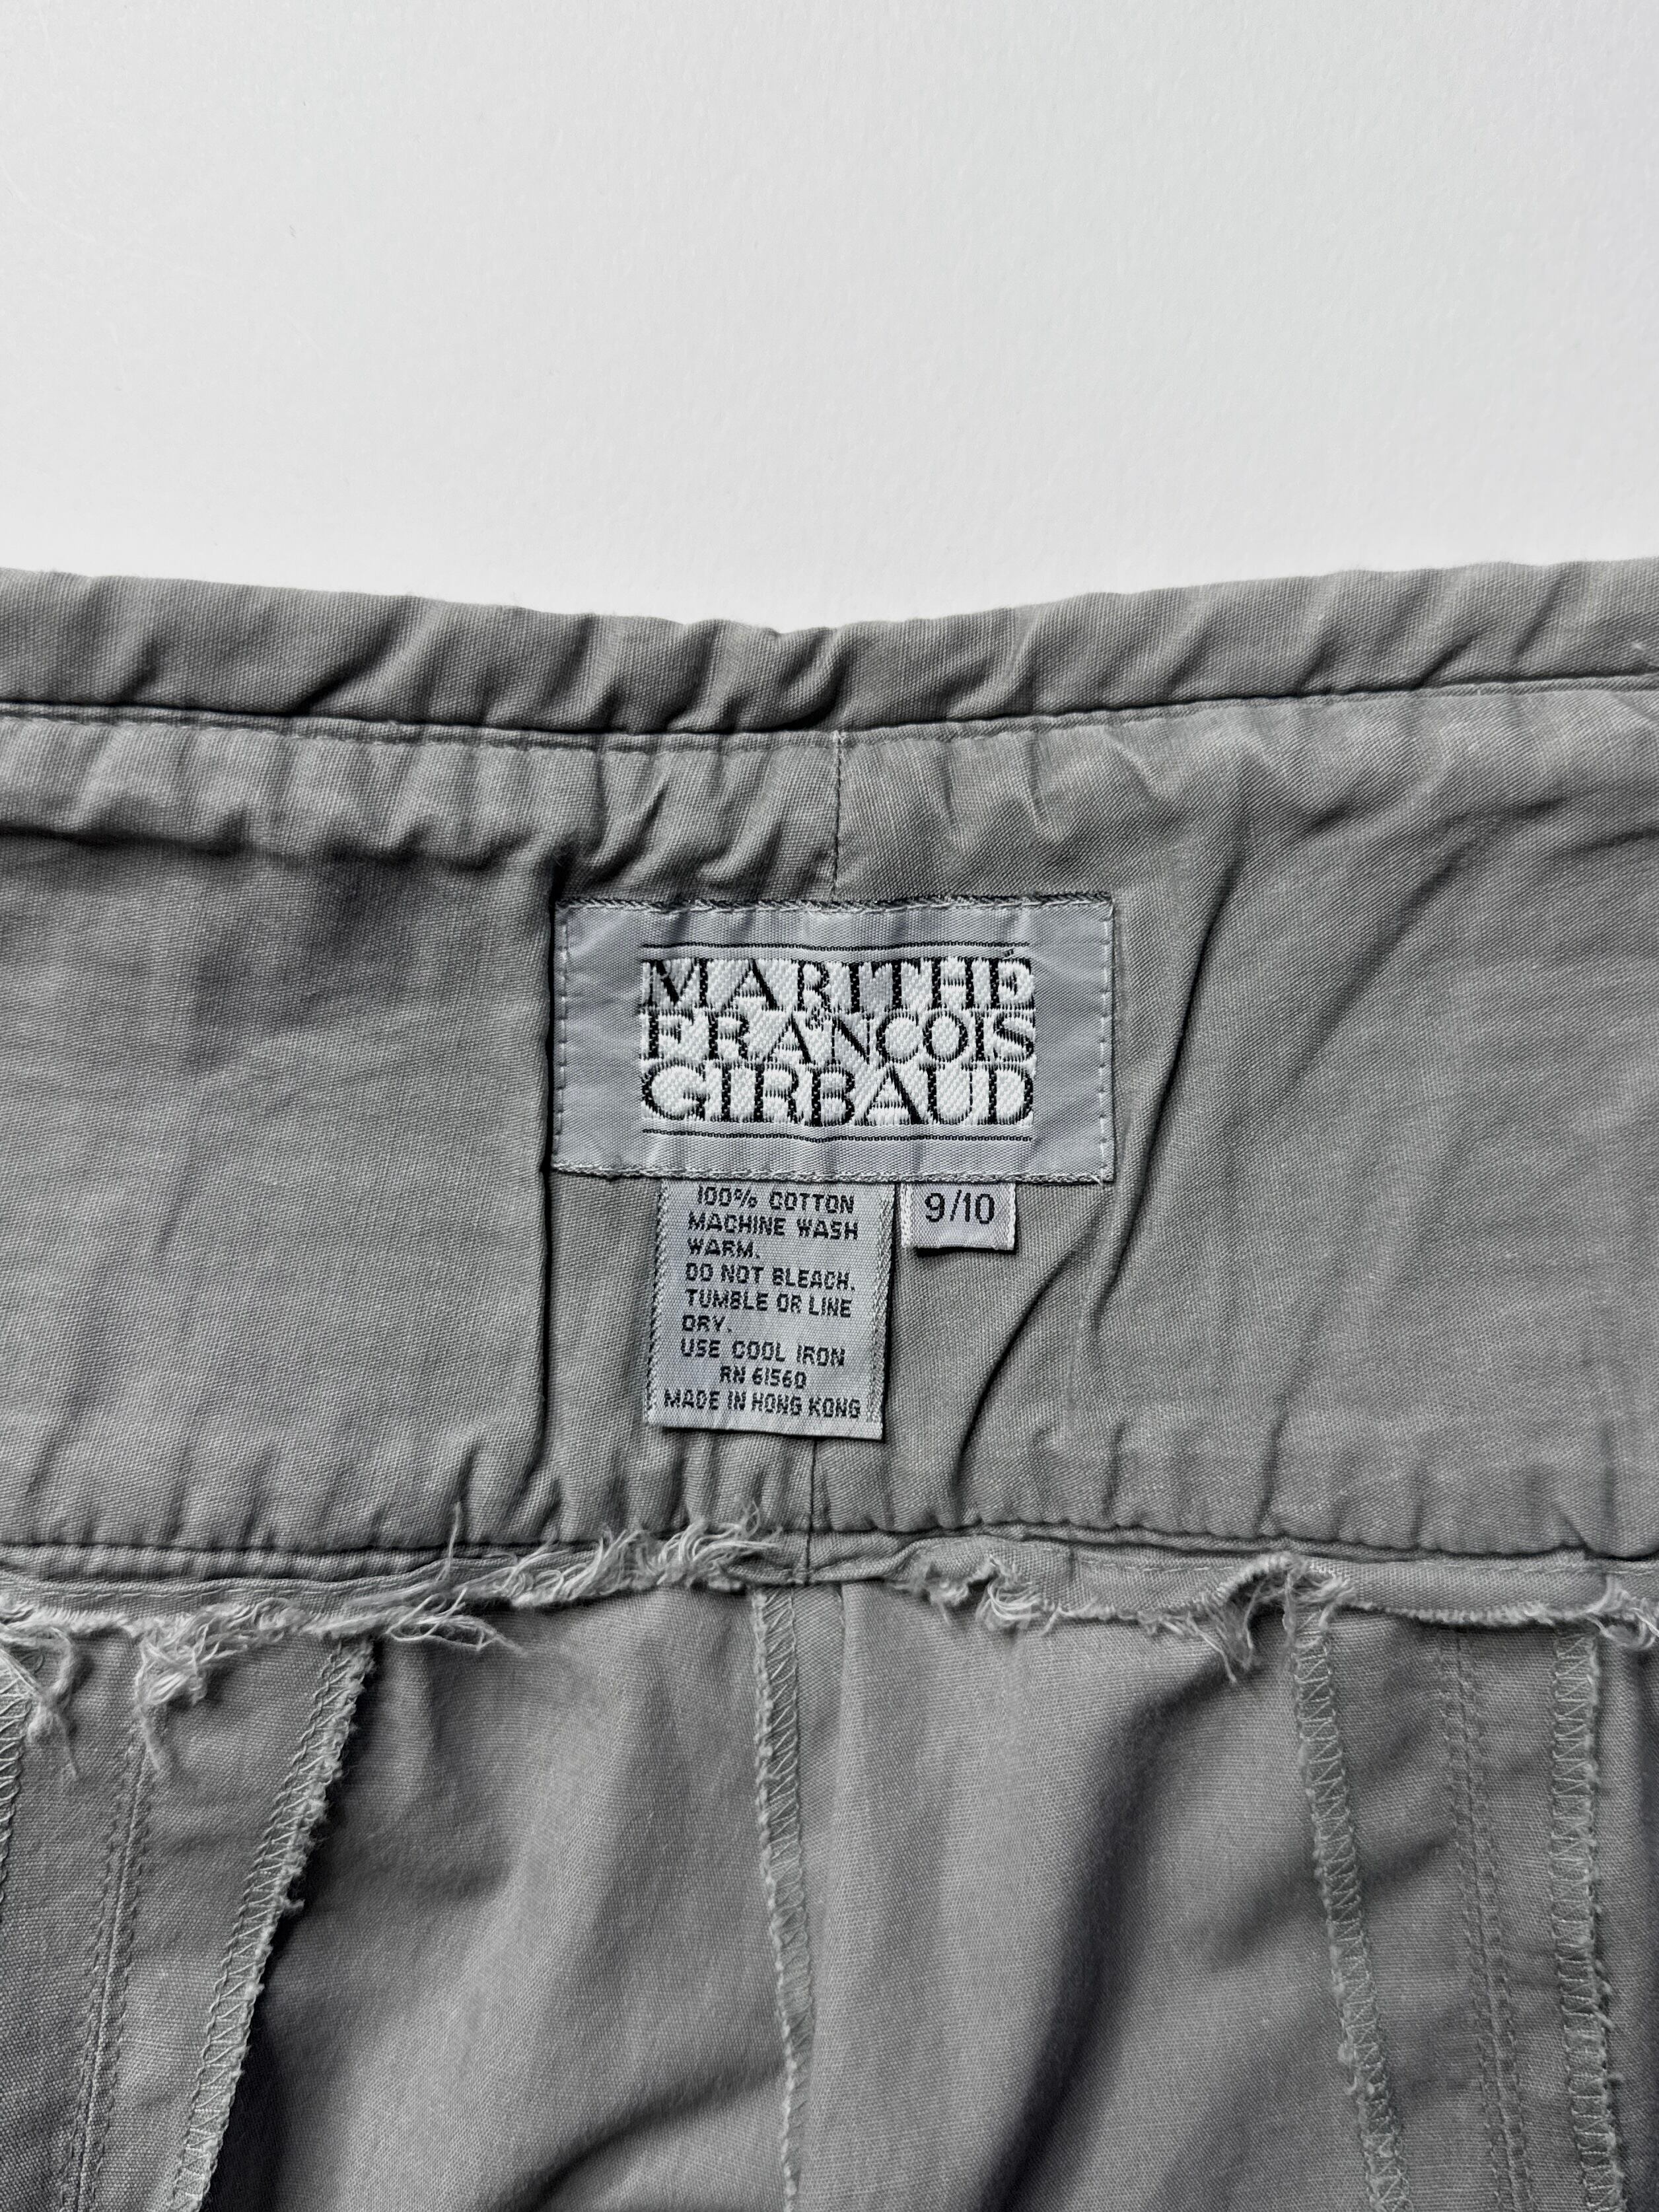 MARITHÉ
&
FRANCOIS
GIRBAUD
100% COTTON
MACHINE WASH
WARM.
DO NOT BLEACH.
TUMBLE OR LINE
DRY.
USE COOL IRON
RN 61560
MADE IN HONG KONG
9/10